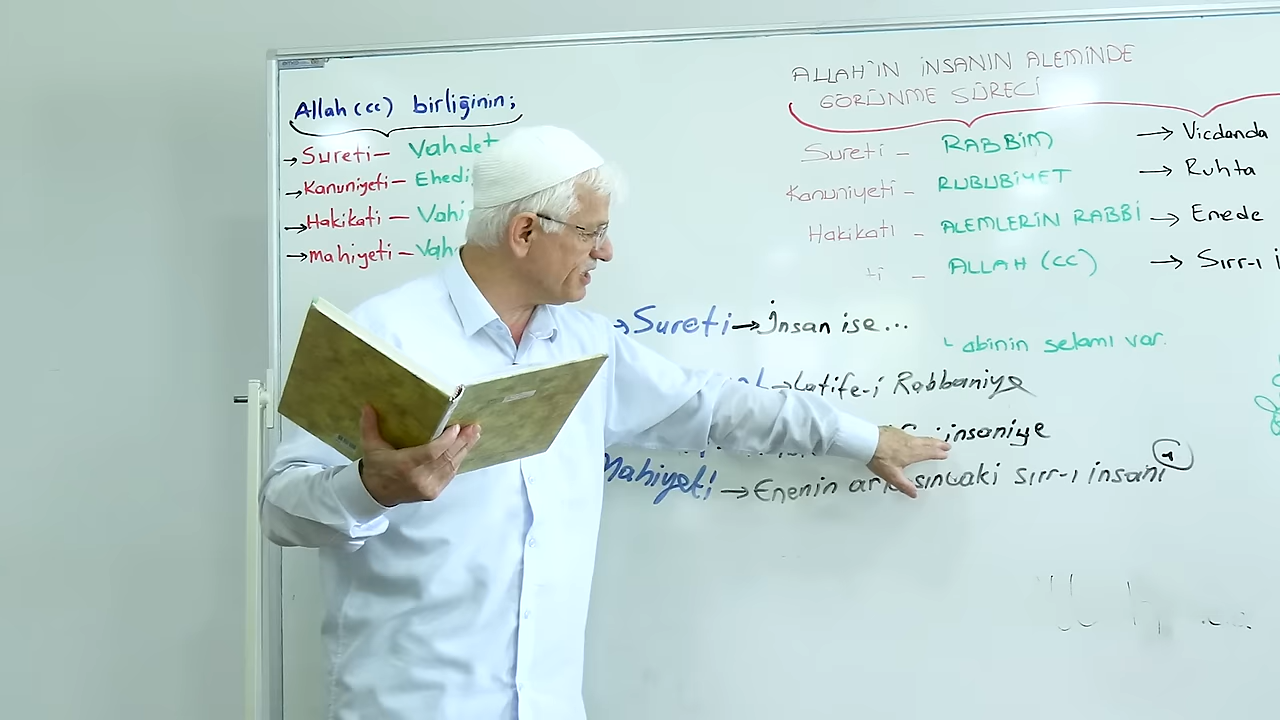 Allah (cc) birliğinin;
→ Sureti – Vahdet
→ Kanuniyeti – Ehedi
→ Hakikati – Vahi
→ Mahiyeti – Vah
ALLAH'IN İNSANIN ALEMİNDE
GÖRÜNME SÜRECİ
Sureti – RABBİM → Vicdanda
Kanuniyeti – RUBUBİYET → Ruhta
Hakikatı – ALEMLERİN RABBİ → Enede
ti – ALLAH (CC) → Sırr-ı i
→ Sureti → İnsan ise...
abinin selamı var.
→ Latife-i Rabbaniye
insaniye
Mahiyeti → Enenin arkasındaki sırr-ı insani